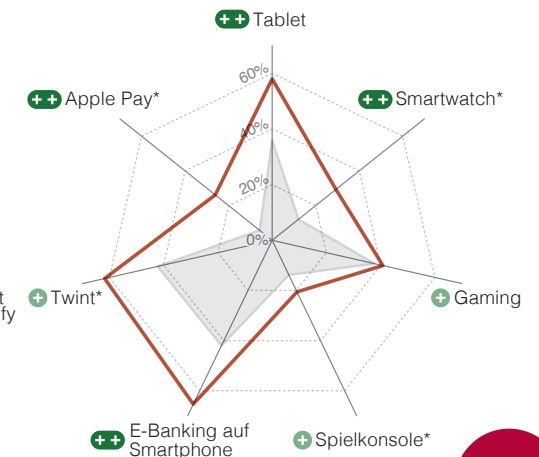 ++ Tablet
++ Apple Pay*
++ Smartwatch*
60%
40%
20%
0%
+ Twint*
+ Gaming
++ E-Banking auf
Smartphone
+ Spielkonsole*